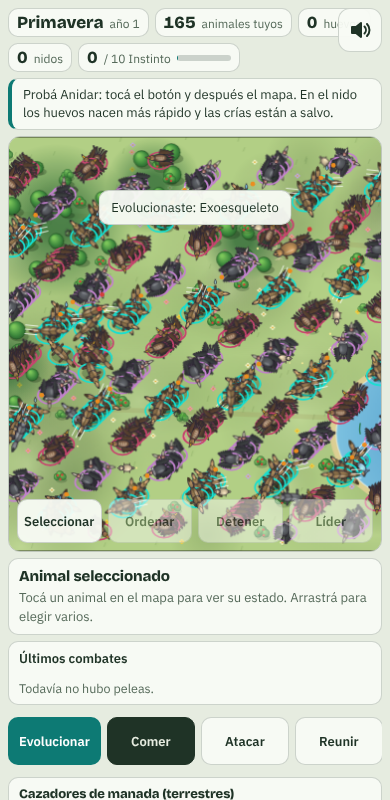 Primavera año 1
165 animales tuyos
0
0 nidos
0 / 10 Instinto
Probá Anidar: tocá el botón y después el mapa. En el nido
los huevos nacen más rápido y las crías están a salvo.
Evolucionaste: Exoesqueleto
Seleccionar
Ordenar
Detener
Líder
Animal seleccionado
Tocá un animal en el mapa para ver su estado. Arrastrá para
elegir varios.
Últimos combates
Todavía no hubo peleas.
Evolucionar
Comer
Atacar
Reunir
Cazadores de manada (terrestres)